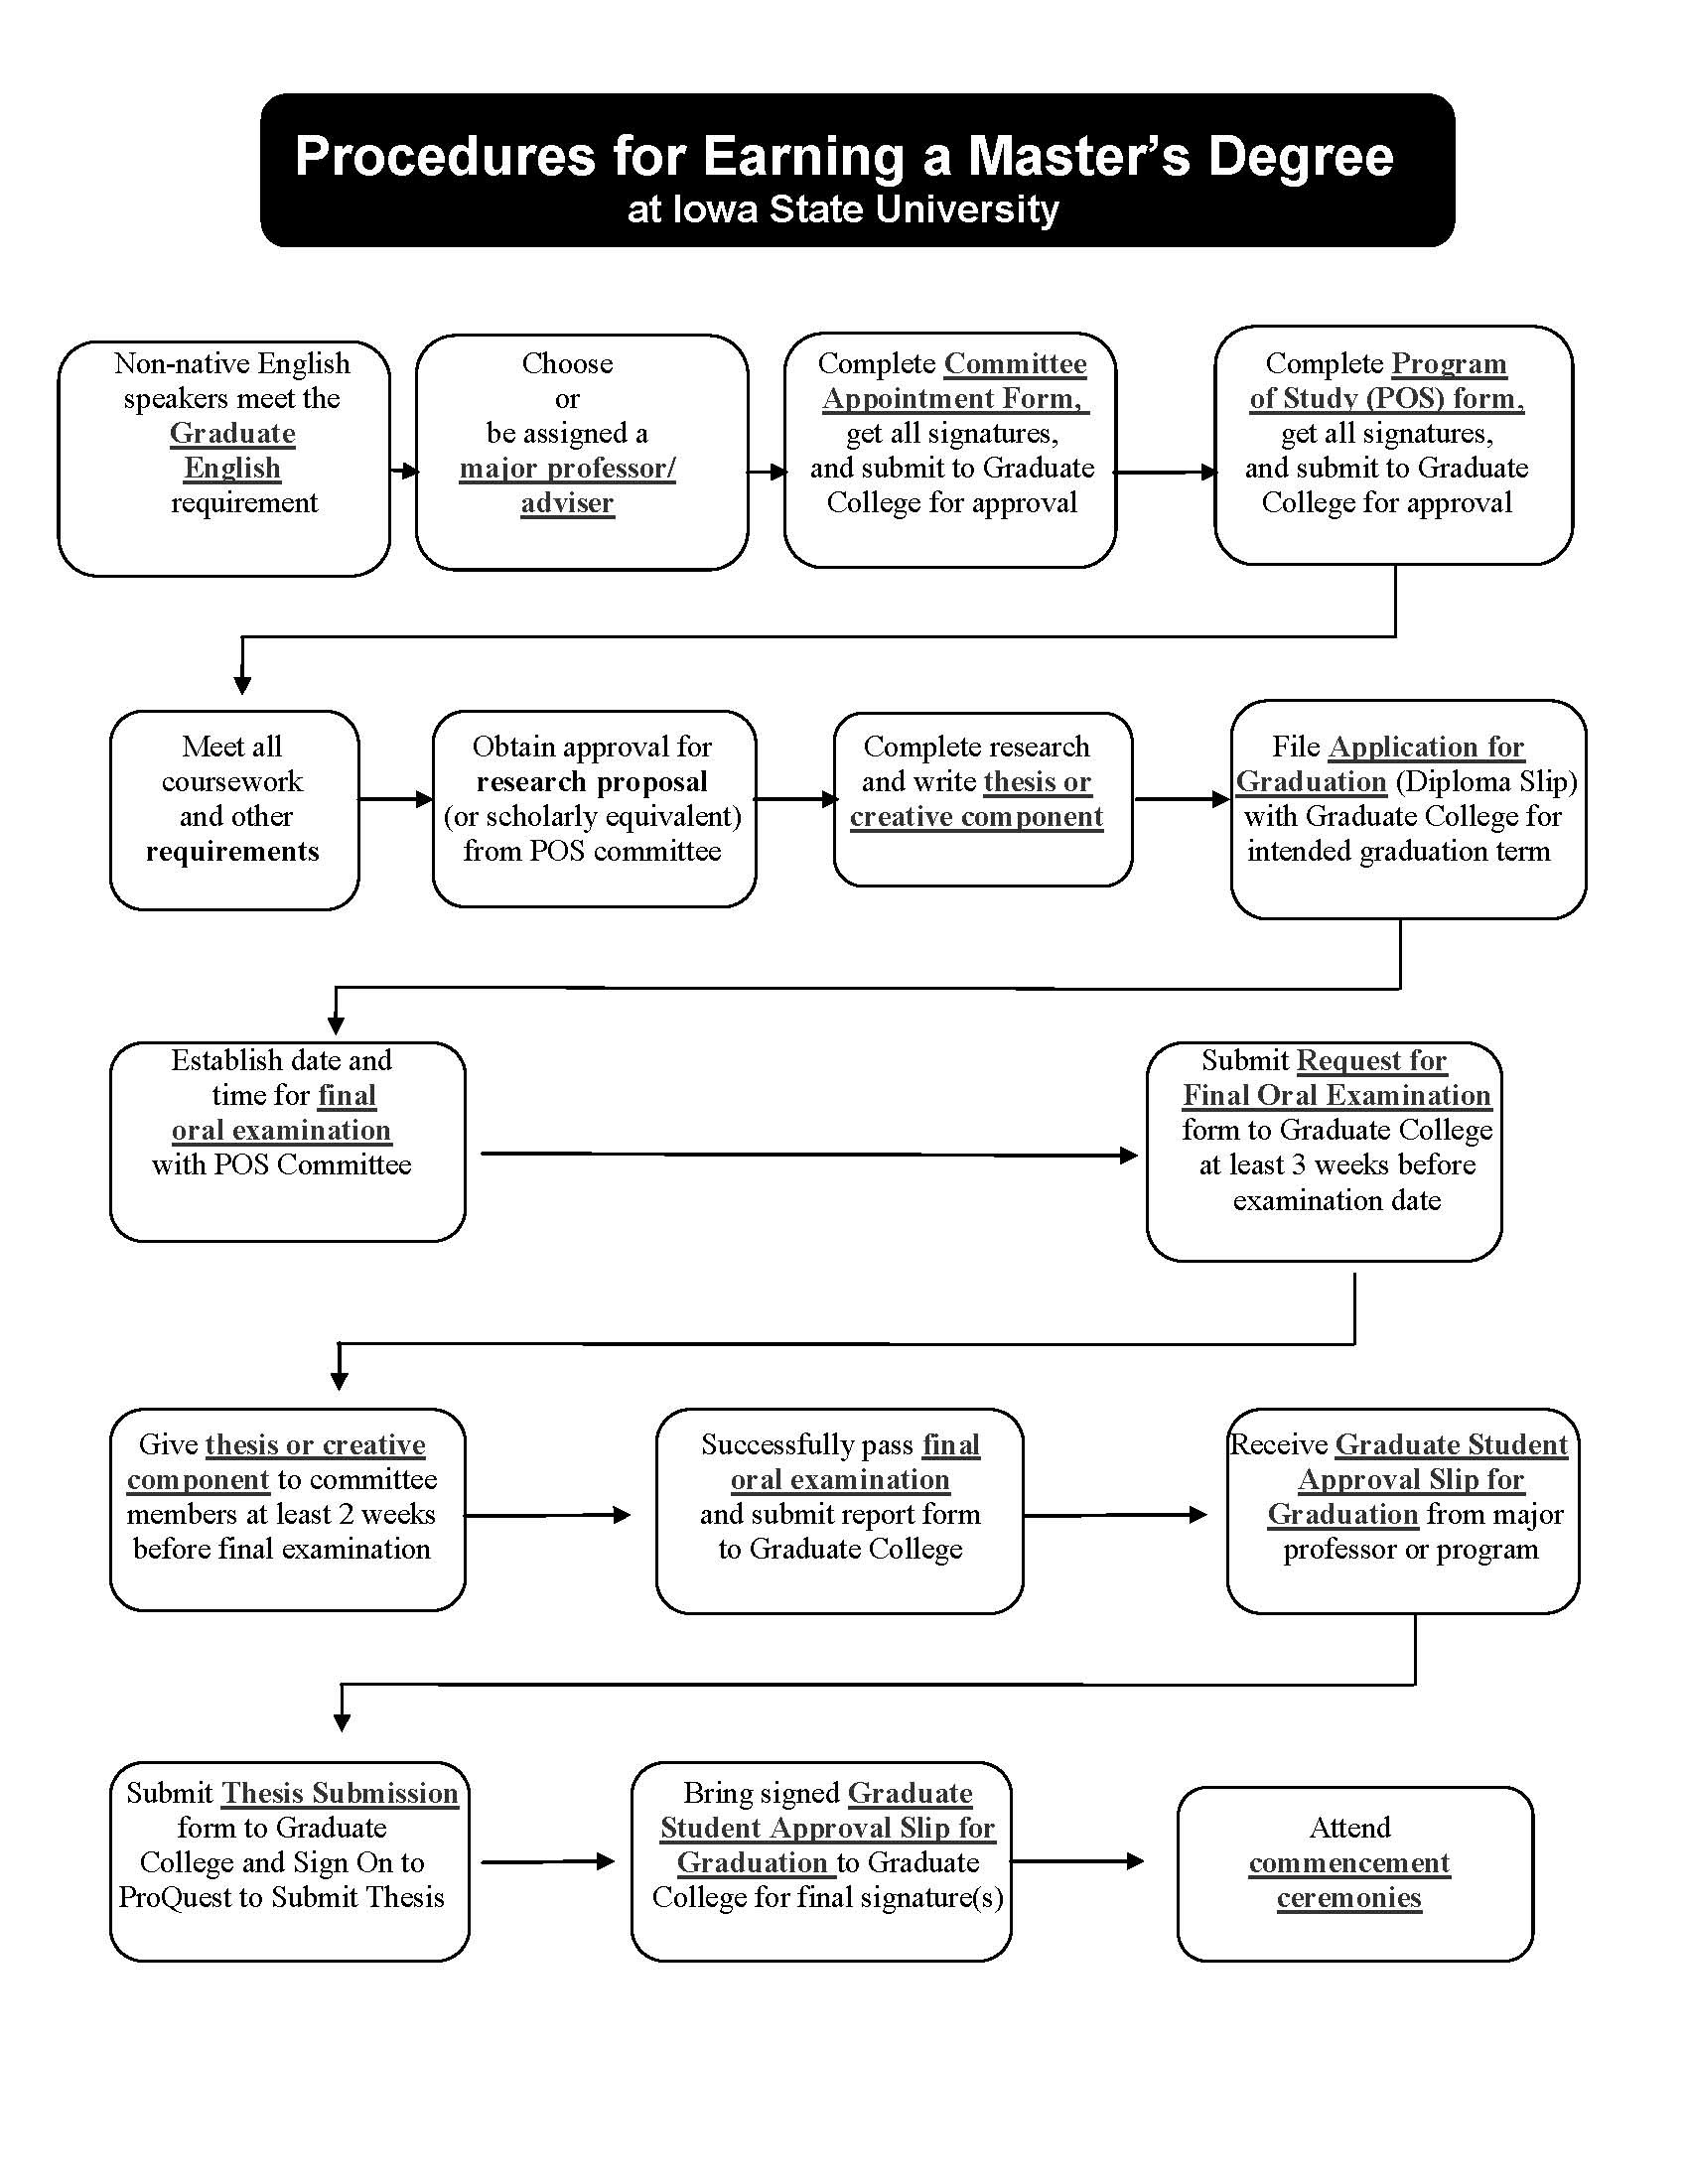 Procedures for Earning a Master’s Degree
at Iowa State University
Non-native English
speakers meet the
Graduate
English
requirement
Choose
or
be assigned a
major professor/
adviser
Complete Committee
Appointment Form,
get all signatures,
and submit to Graduate
College for approval
Complete Program
of Study (POS) form,
get all signatures,
and submit to Graduate
College for approval
Meet all
coursework
and other
requirements
Obtain approval for
research proposal
(or scholarly equivalent)
from POS committee
Complete research
and write thesis or
creative component
File Application for
Graduation (Diploma Slip)
with Graduate College for
intended graduation term
Establish date and
time for final
oral examination
with POS Committee
Submit Request for
Final Oral Examination
form to Graduate College
at least 3 weeks before
examination date
Give thesis or creative
component to committee
members at least 2 weeks
before final examination
Successfully pass final
oral examination
and submit report form
to Graduate College
Receive Graduate Student
Approval Slip for
Graduation from major
professor or program
Submit Thesis Submission
form to Graduate
College and Sign On to
ProQuest to Submit Thesis
Bring signed Graduate
Student Approval Slip for
Graduation to Graduate
College for final signature(s)
Attend
commencement
ceremonies